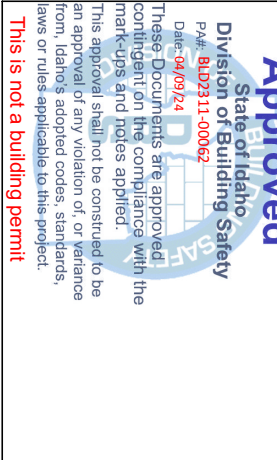 Approved
State of Idaho
Division of Building Safety
PA#: BLD2311-00062
Date: 04/09/24
These Documents are approved
contingent on the compliance with the
mark-ups and notes applied.
This approval shall not be construed to be
an approval of any violation of, or variance
from, Idaho's adopted codes, standards,
laws or rules applicable to this project.
This is not a building permit